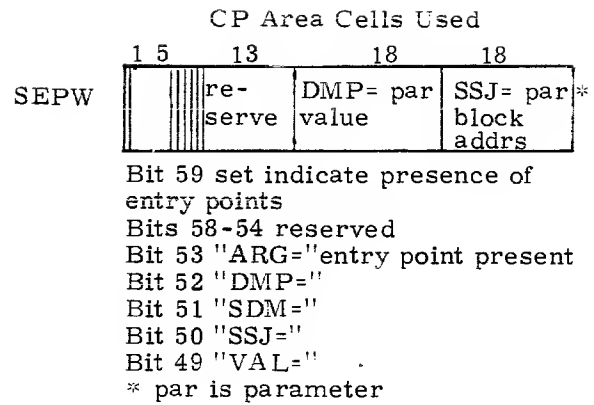 CP Area Cells Used
1 5 13 18 18
SEPW
re-
serve
DMP= par
value
SSJ= par
block
addrs
*
Bit 59 set indicate presence of
entry points
Bits 58-54 reserved
Bit 53 "ARG="entry point present
Bit 52 "DMP="
Bit 51 "SDM="
Bit 50 "SSJ="
Bit 49 "VAL="
* par is parameter